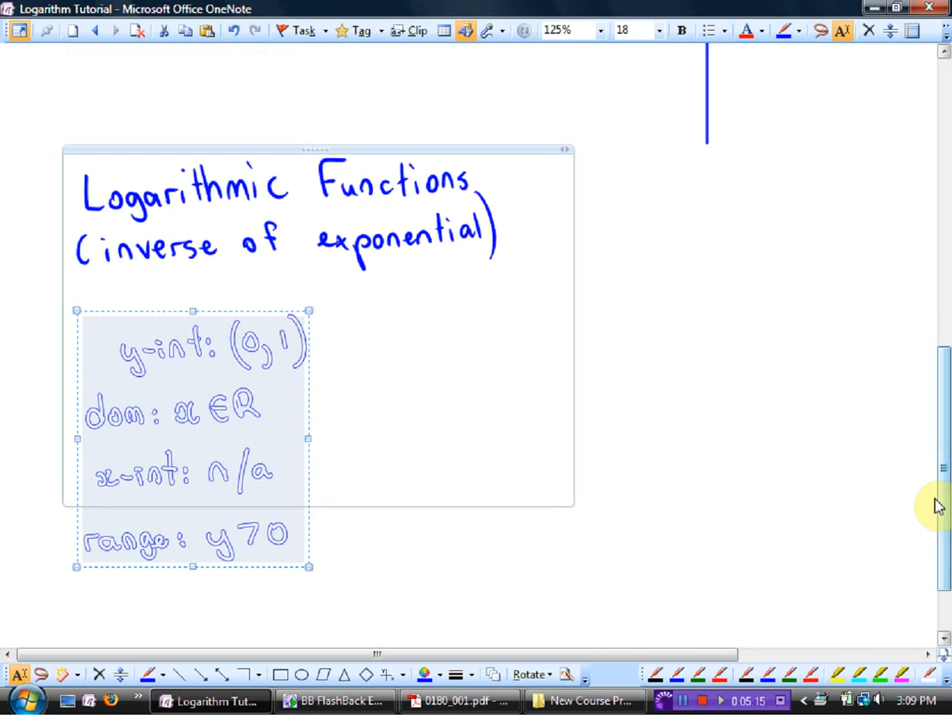 Logarithm Tutorial - Microsoft Office OneNote
Task Tag Clip 125% 18 B A A
Logarithmic Functions
(inverse of exponential)
y-int: (0, 1)
dom: x ∈ R
x-int: n/a
range: y > 0
A Rotate
Logarithm Tut... BB FlashBack E... 0180_001.pdf - ... New Course Pr... 0:05:15 3:09 PM